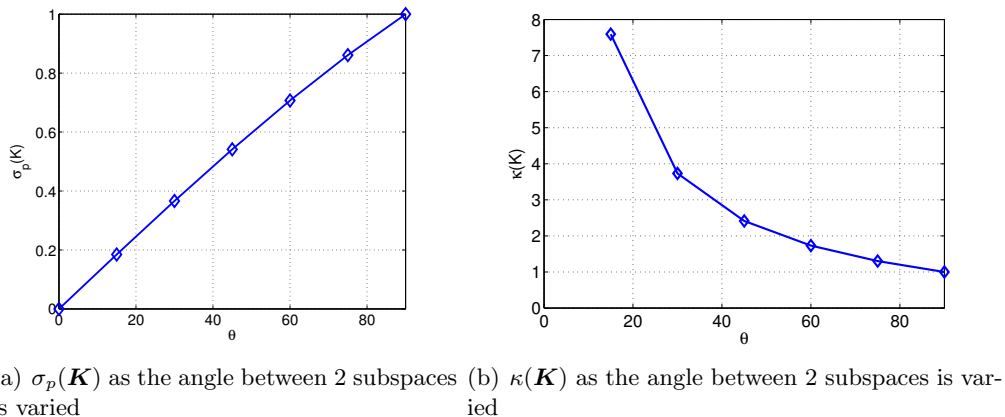 1
0.8
0.6
0.4
0.2
0
σp(K)
0 20 40 60 80
θ
8
7
6
5
4
3
2
1
0
κ(K)
0 20 40 60 80
θ
a) σp(K) as the angle between 2 subspaces
s varied
(b) κ(K) as the angle between 2 subspaces is var-
ied